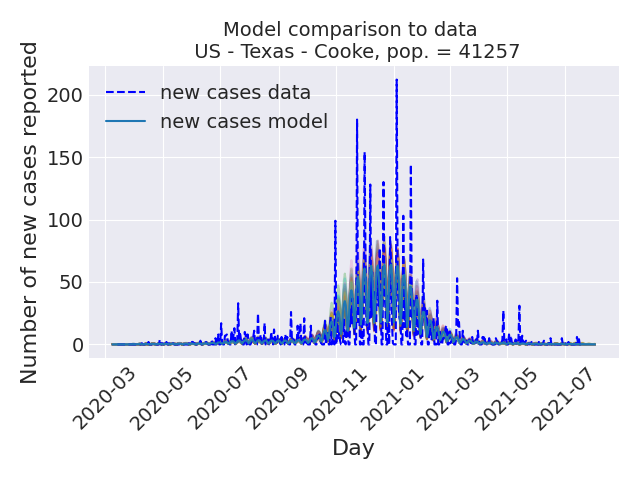 Model comparison to data
US - Texas - Cooke, pop. = 41257
Number of new cases reported
200
150
100
50
0
new cases data
new cases model
2020-03
2020-05
2020-07
2020-09
2020-11
2021-01
2021-03
2021-05
2021-07
Day